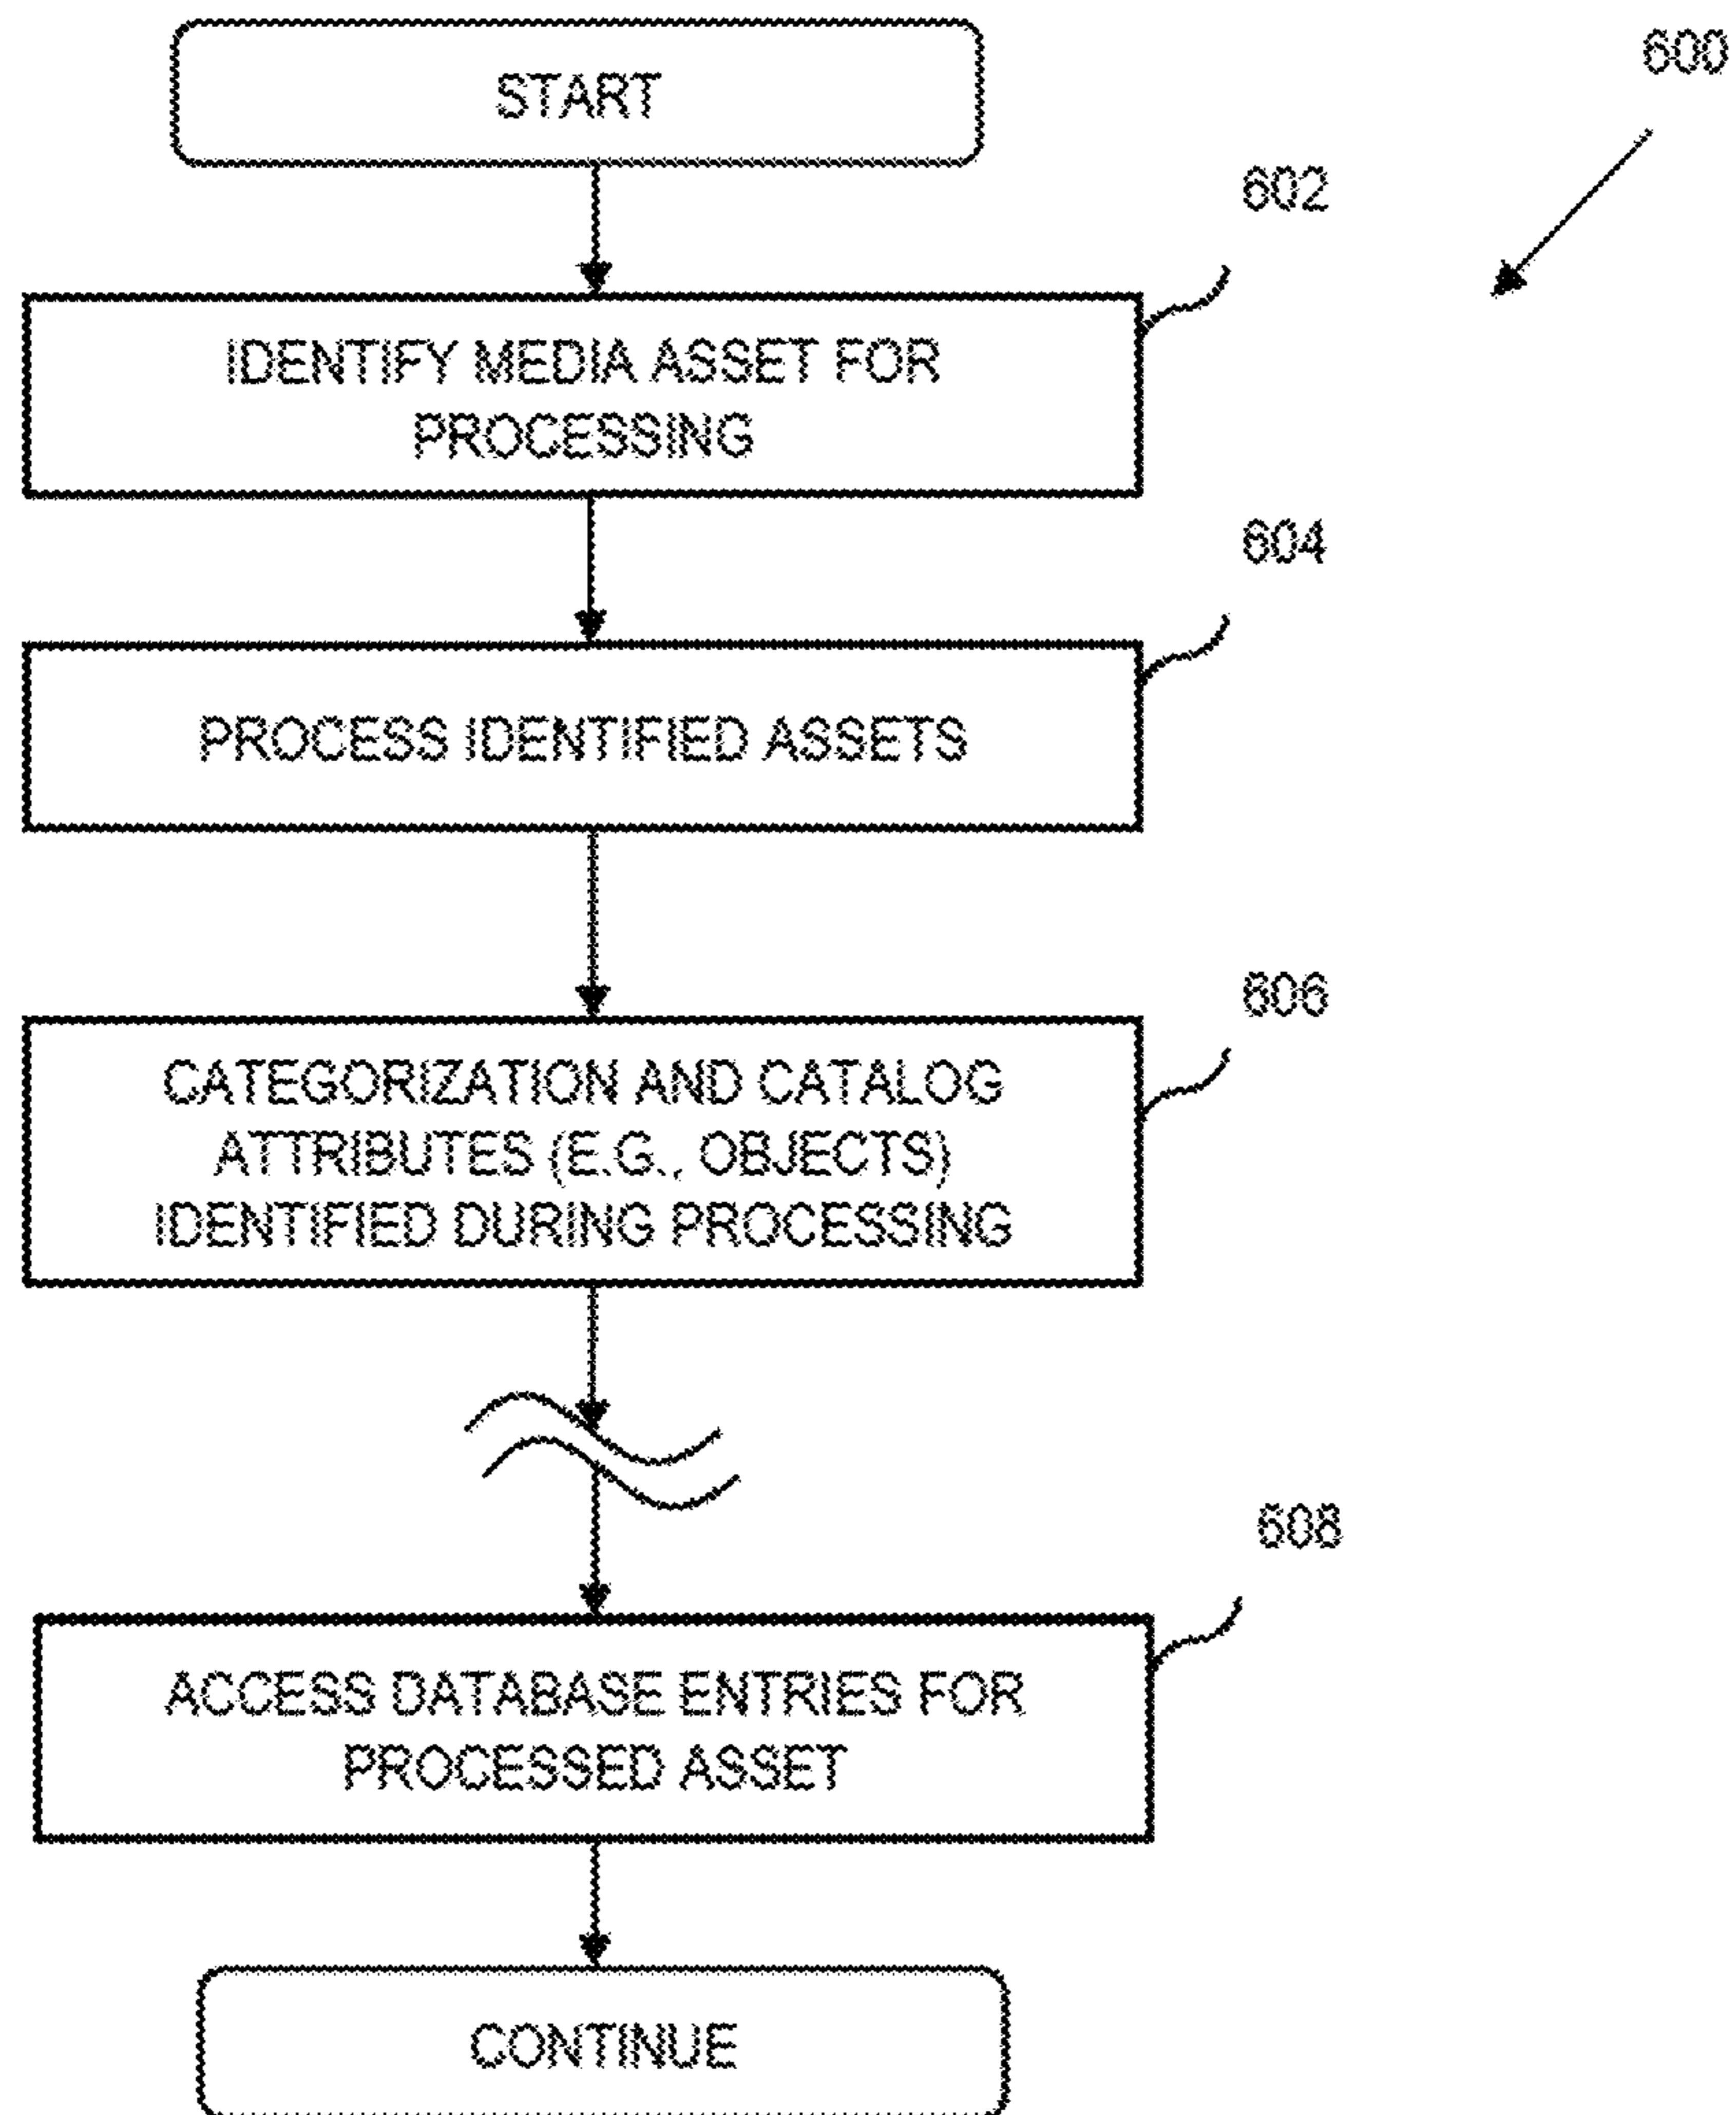 START
600
602
IDENTIFY MEDIA ASSET FOR
PROCESSING
604
PROCESS IDENTIFIED ASSETS
606
CATEGORIZATION AND CATALOG
ATTRIBUTES (E.G., OBJECTS)
IDENTIFIED DURING PROCESSING
608
ACCESS DATABASE ENTRIES FOR
PROCESSED ASSET
CONTINUE